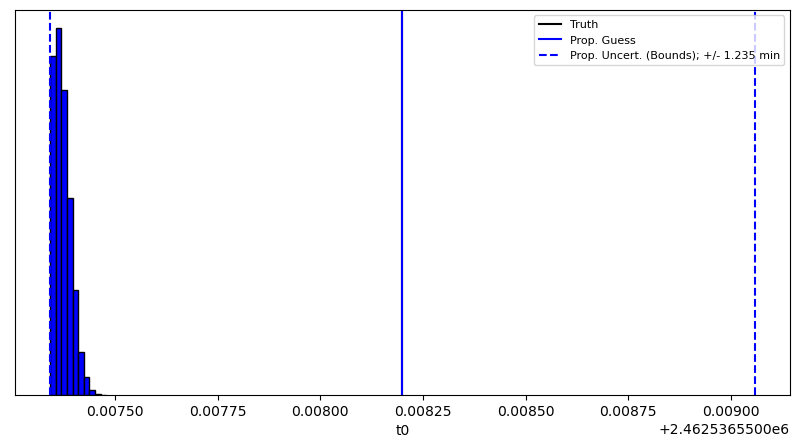 Truth
Prop. Guess
Prop. Uncert. (Bounds); +/- 1.235 min
0.00750 0.00775 0.00800 0.00825 0.00850 0.00875 0.00900
t0 +2.4625365500e6